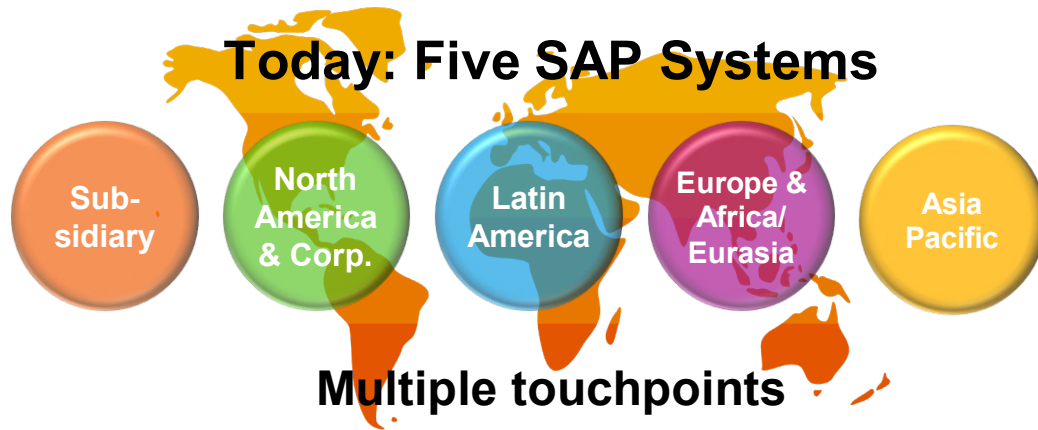 Today: Five SAP Systems
Sub-
sidiary
North
America
& Corp.
Latin
America
Europe &
Africa/
Eurasia
Asia
Pacific
Multiple touchpoints